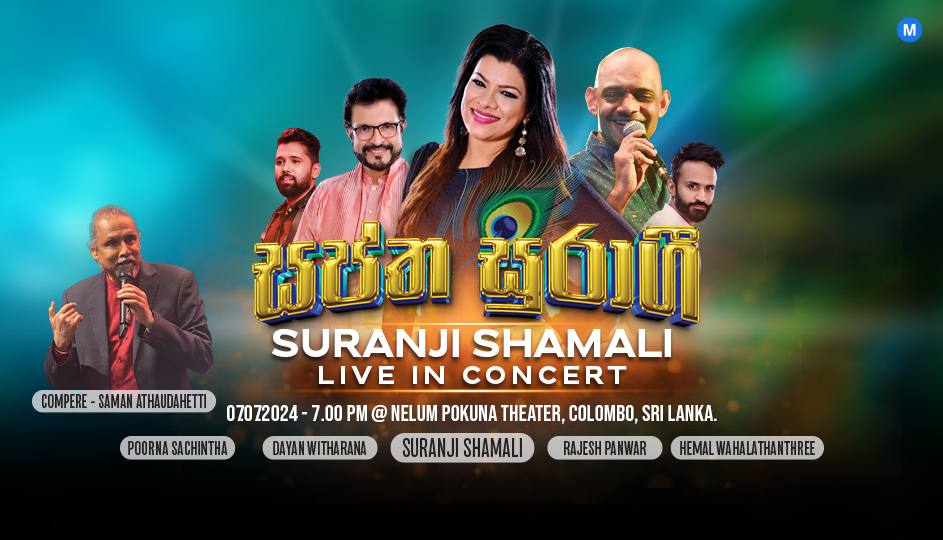 M
සප්ත සුරාගී
SURANJI SHAMALI
LIVE IN CONCERT
COMPERE - SAMAN ATHAUDAHETTI
07072024 - 7.00 PM @ NELUM POKUNA THEATER, COLOMBO, SRI LANKA.
POORNA SACHINTHA
DAYAN WITHARANA
SURANJI SHAMALI
RAJESH PANWAR
HEMAL WAHALATHANTHREE